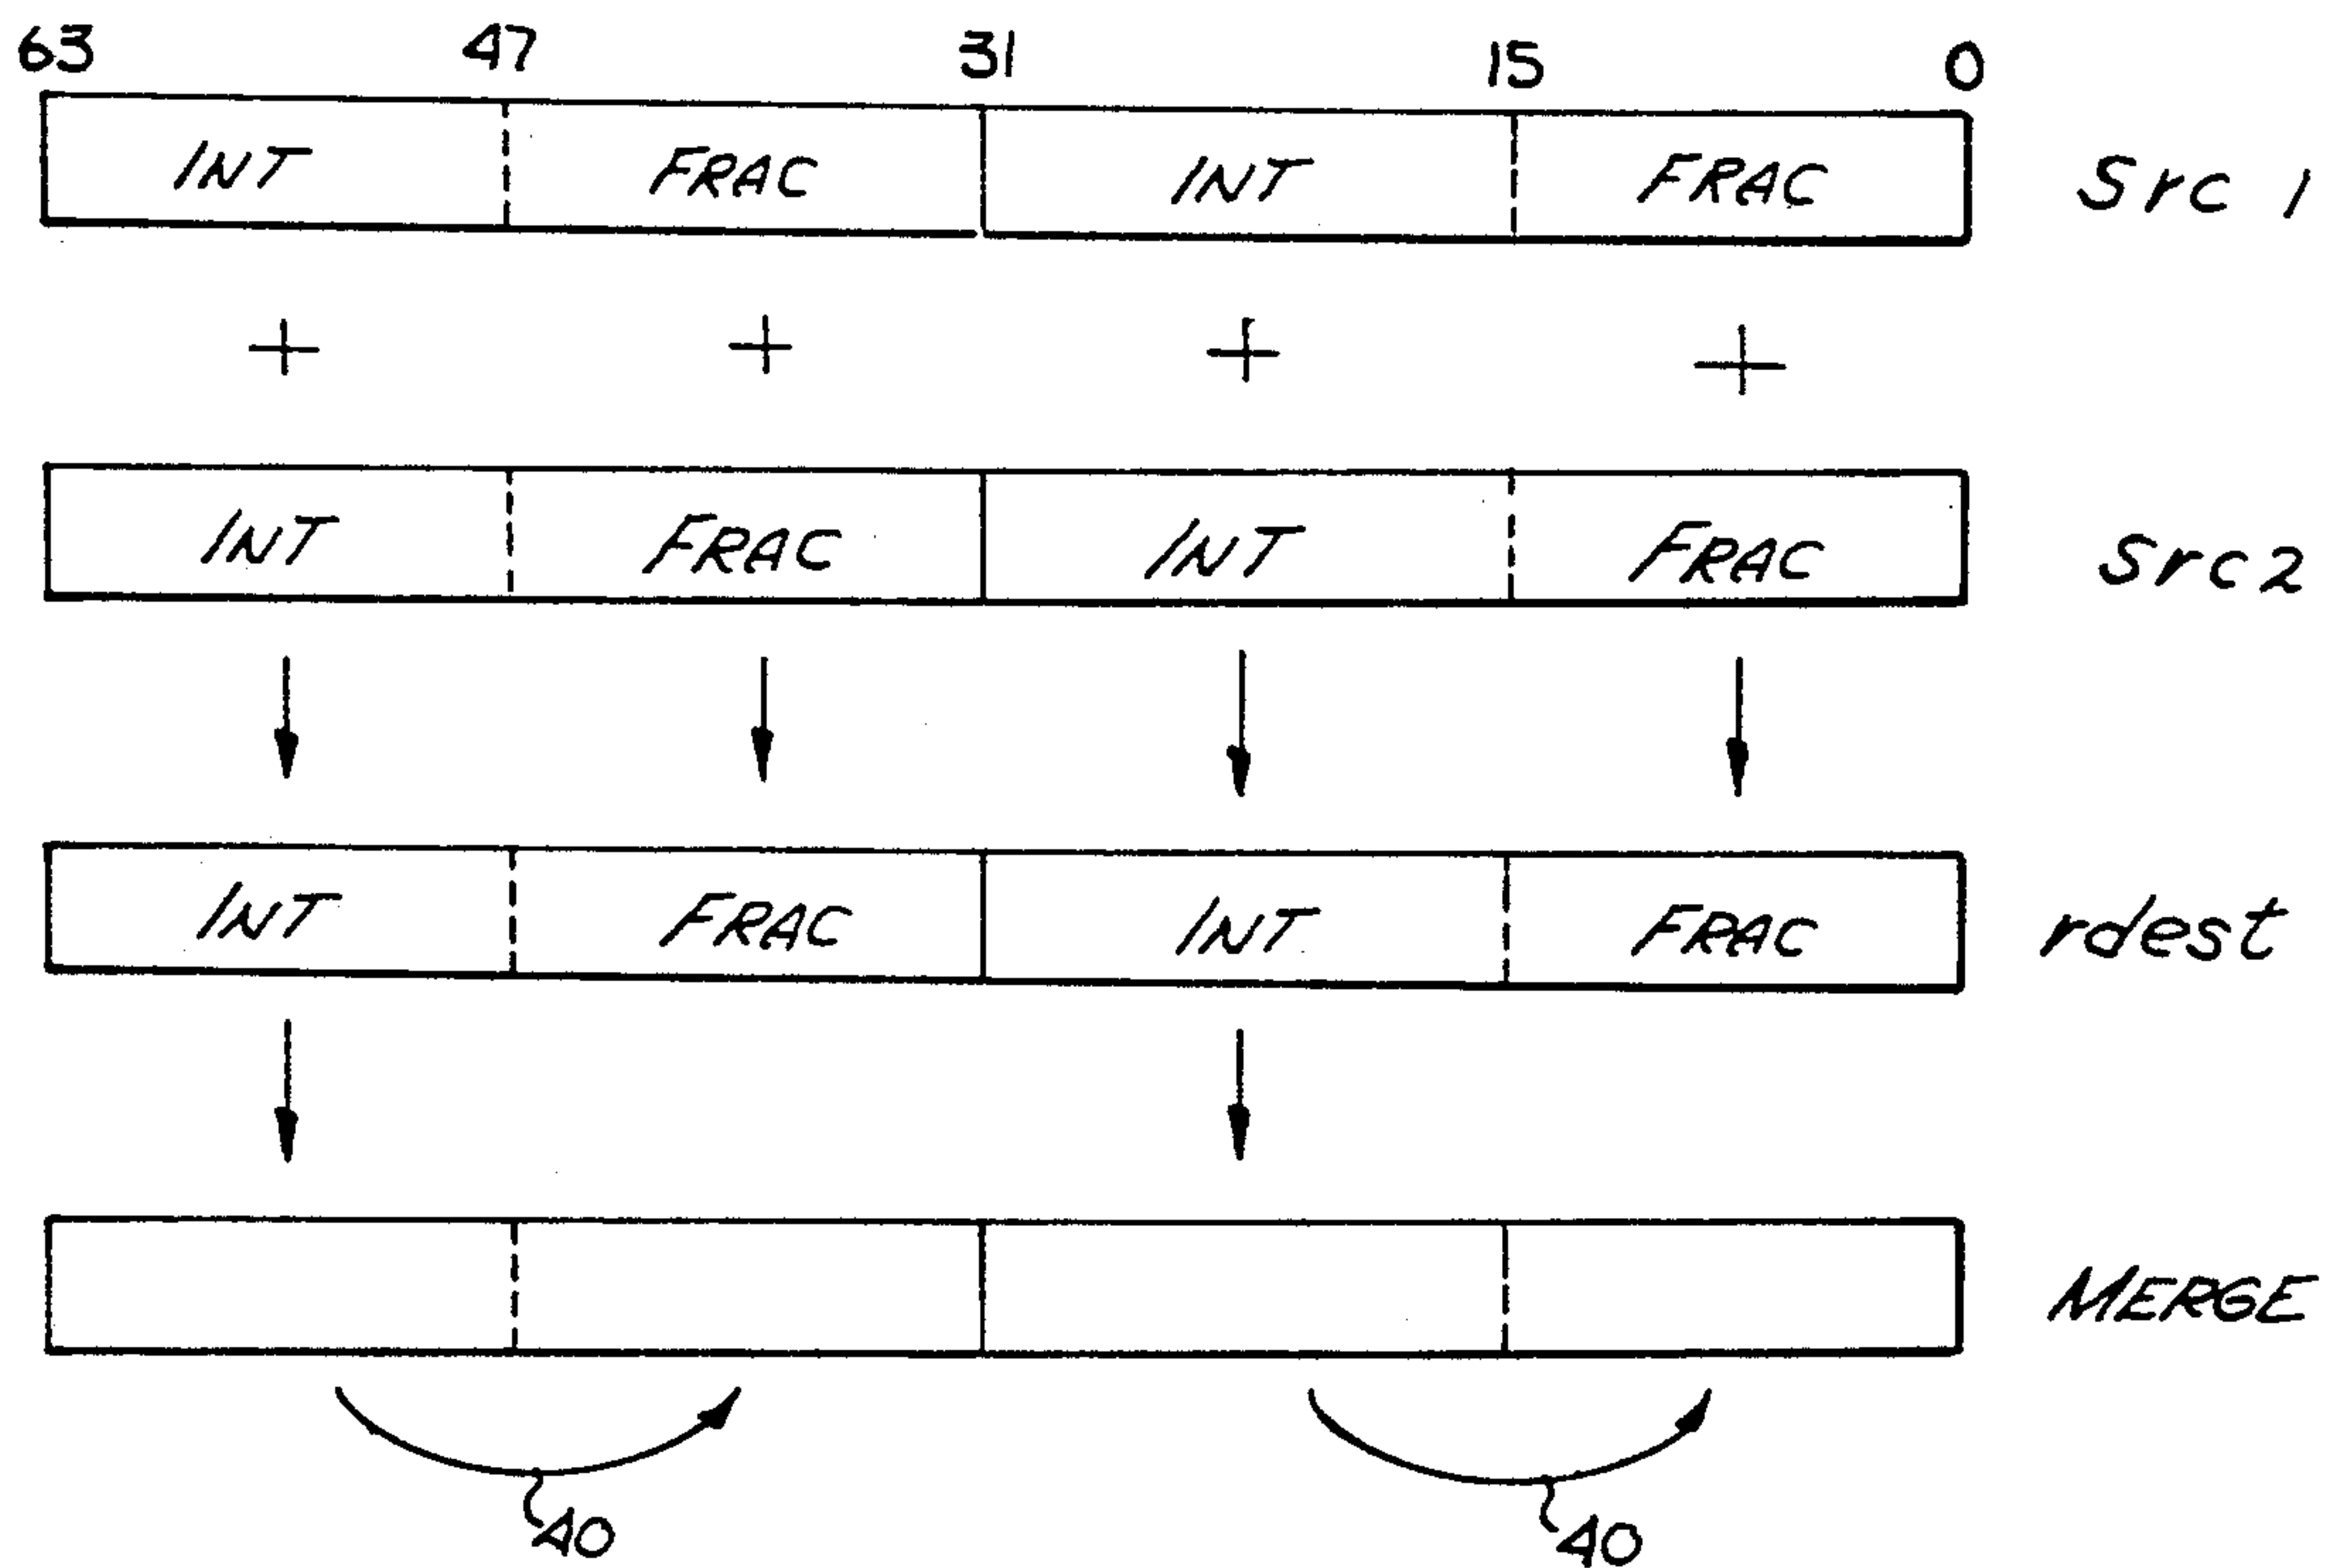 63 47 31 15 0
INT FRAC INT FRAC Src 1
+ + + +
INT FRAC INT FRAC Src2
INT FRAC INT FRAC rdest
MERGE
40 40